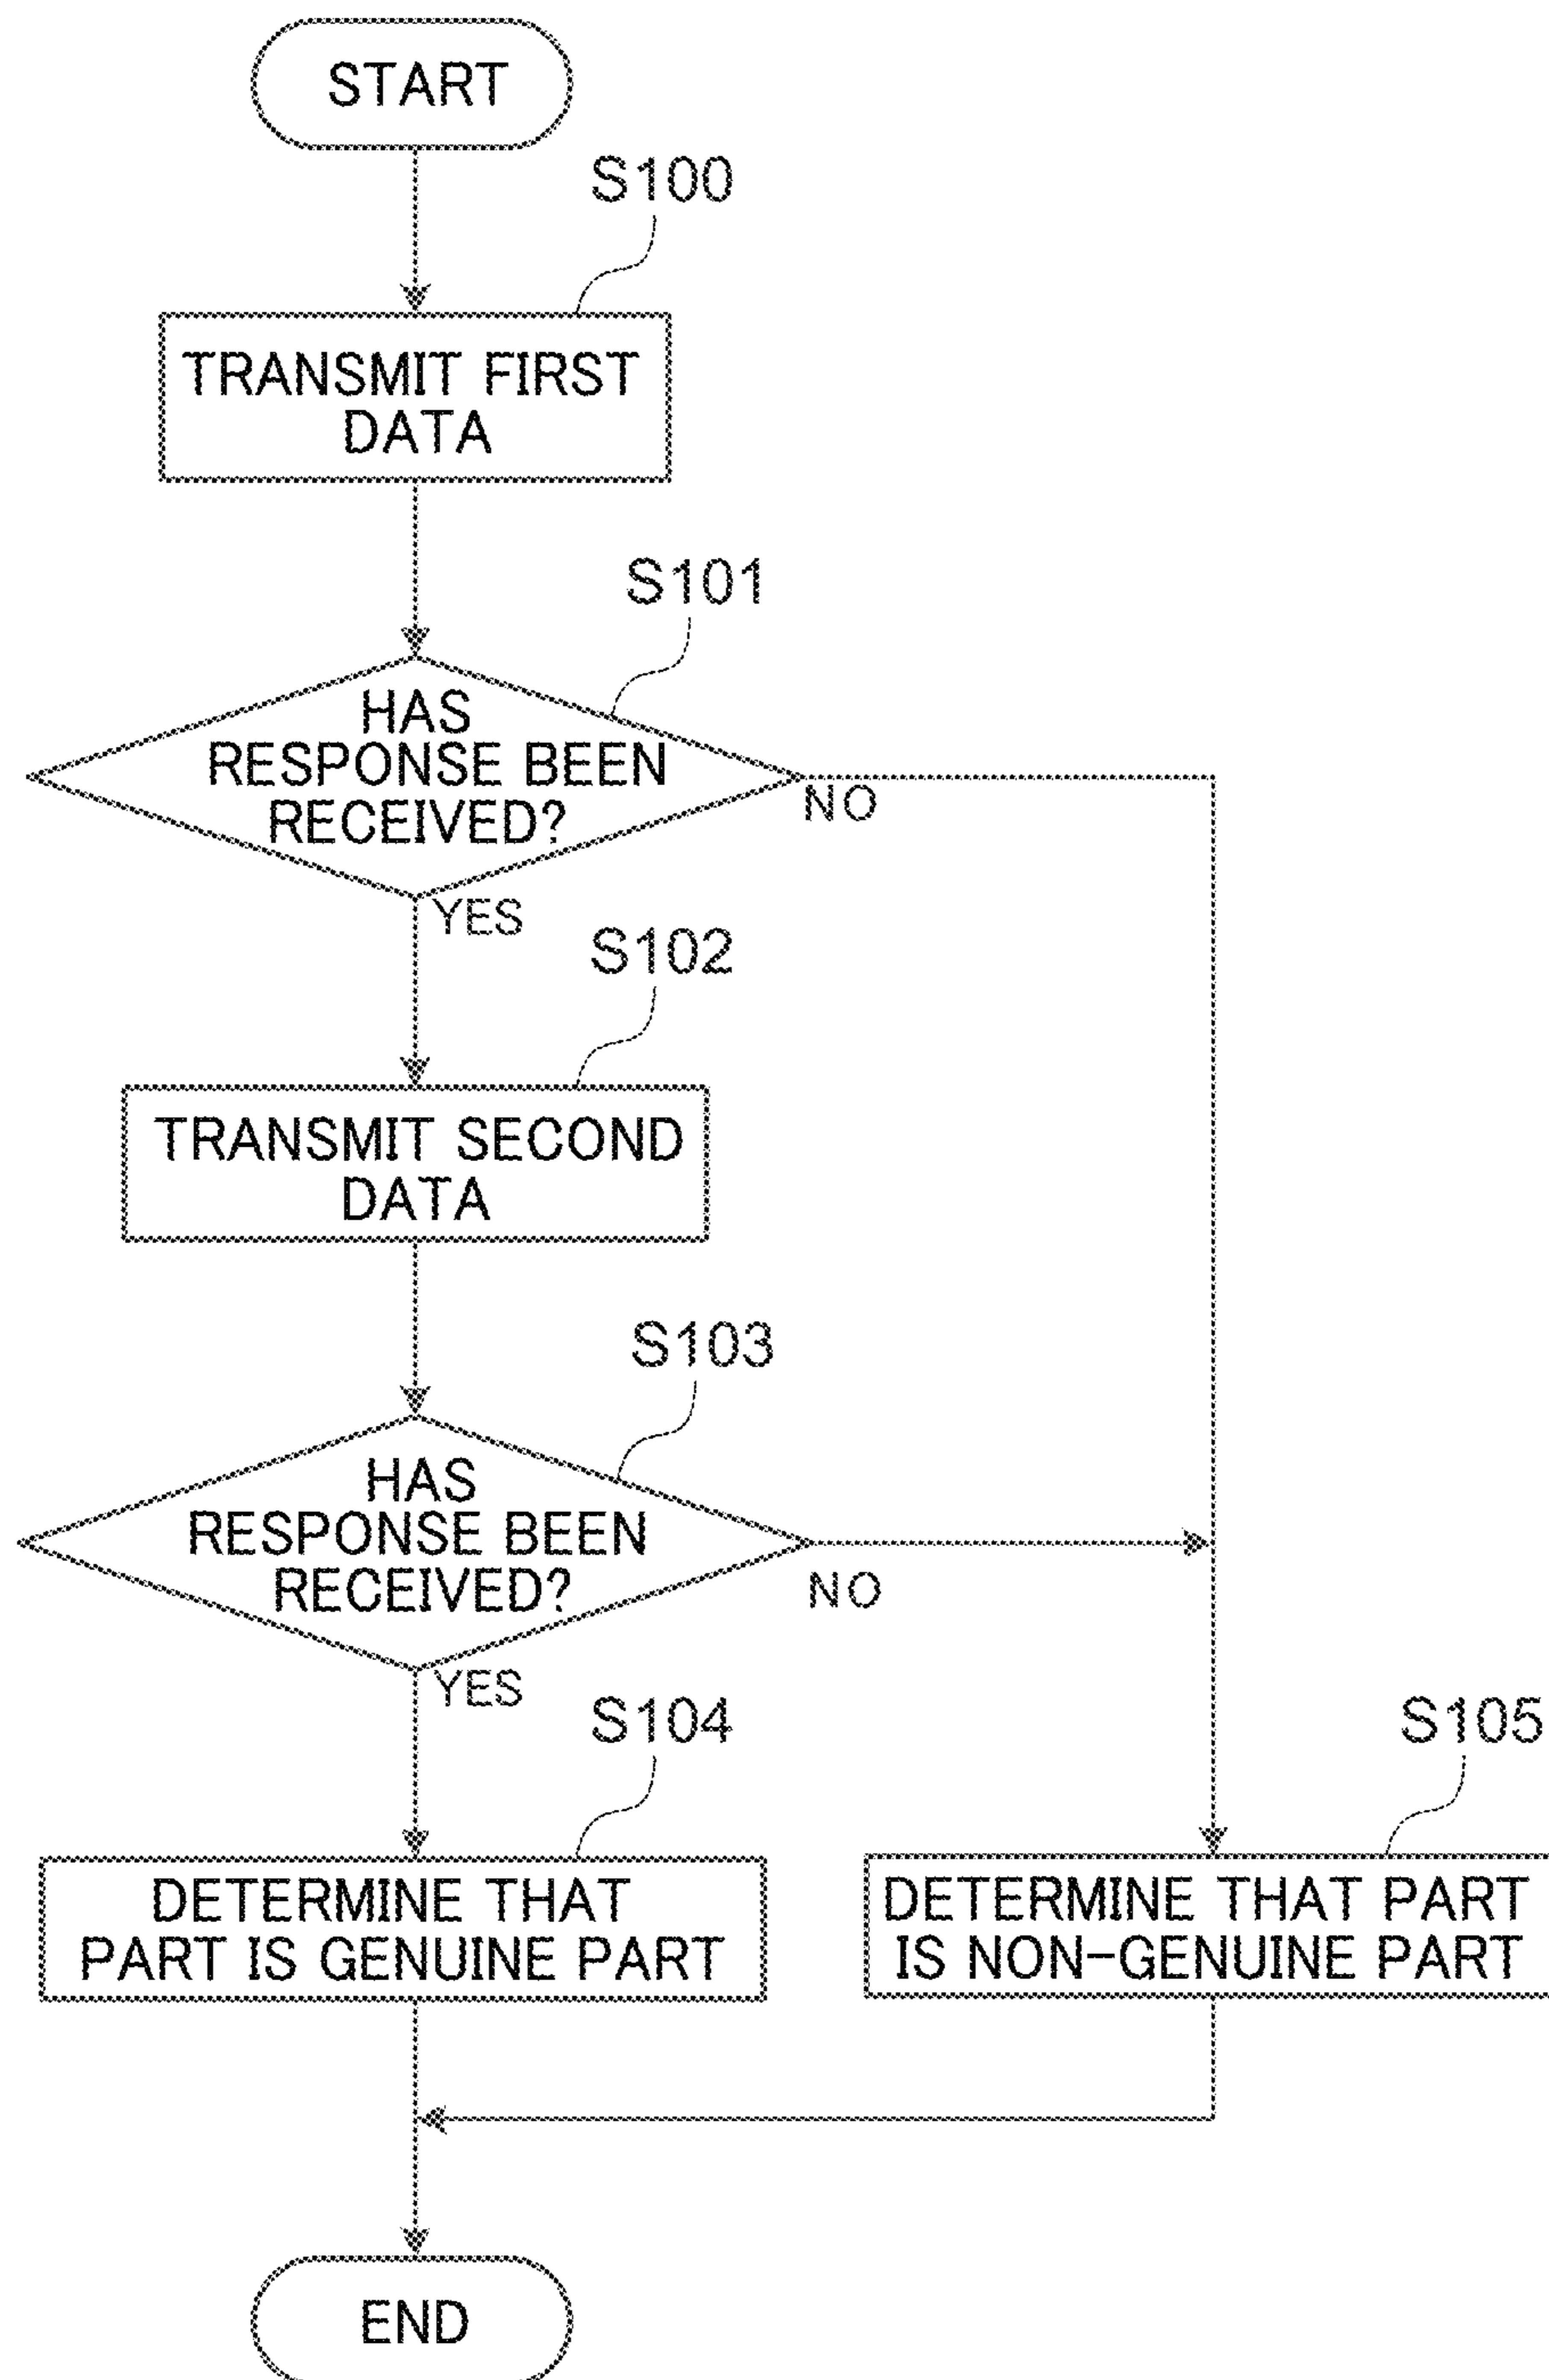 START
S100
TRANSMIT FIRST
DATA
S101
HAS
RESPONSE BEEN
RECEIVED?
NO
YES
S102
TRANSMIT SECOND
DATA
S103
HAS
RESPONSE BEEN
RECEIVED?
NO
YES
S104
S105
DETERMINE THAT
PART IS GENUINE PART
DETERMINE THAT PART
IS NON-GENUINE PART
END